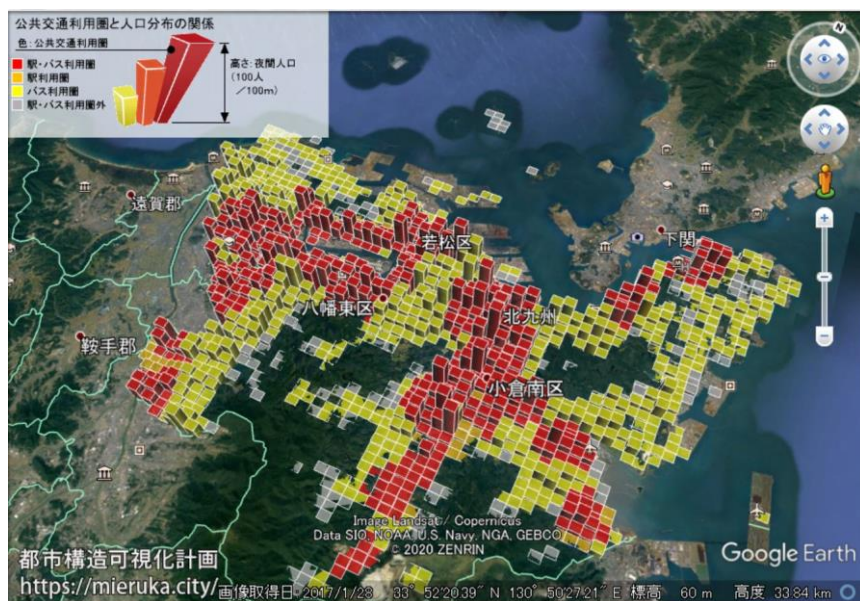 公共交通利用圏と人口分布の関係
色:公共交通利用圏
駅・バス利用圏
駅利用圏
バス利用圏
駅・バス利用圏外
高さ:夜間人口
(100人
/100m)
N
遠賀郡
若松区
下関
八幡東区
北九州
鞍手郡
小倉南区
Image Landsat / Copernicus
Data SIO, NOAA, U.S. Navy, NGA, GEBCO
© 2020 ZENRIN
Google Earth
都市構造可視化計画
https://mieruka.city/
画像取得日: 2017/1/28 33° 52'20.39" N 130° 50'27.21" E 標高 60 m 高度 33.84 km